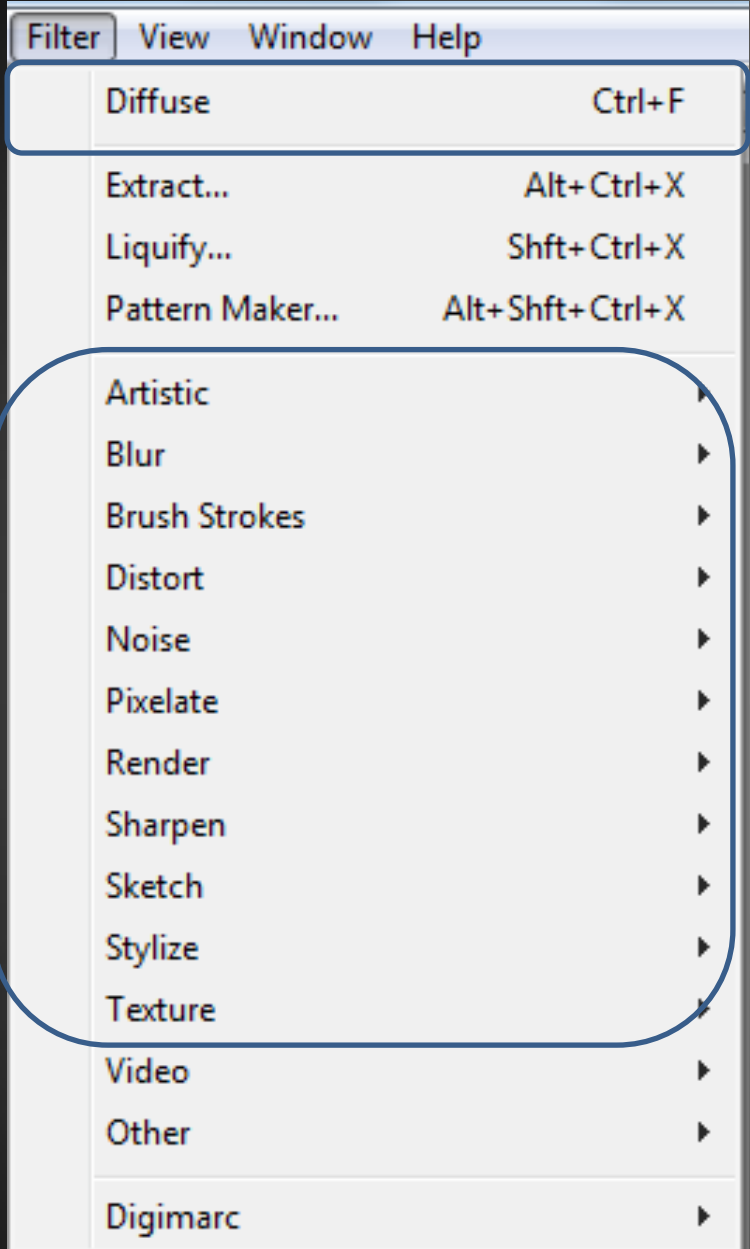 Filter View Window Help
Diffuse Ctrl+F
Extract... Alt+Ctrl+X
Liquify... Shft+Ctrl+X
Pattern Maker... Alt+Shft+Ctrl+X
Artistic
Blur
Brush Strokes
Distort
Noise
Pixelate
Render
Sharpen
Sketch
Stylize
Texture
Video
Other
Digimarc